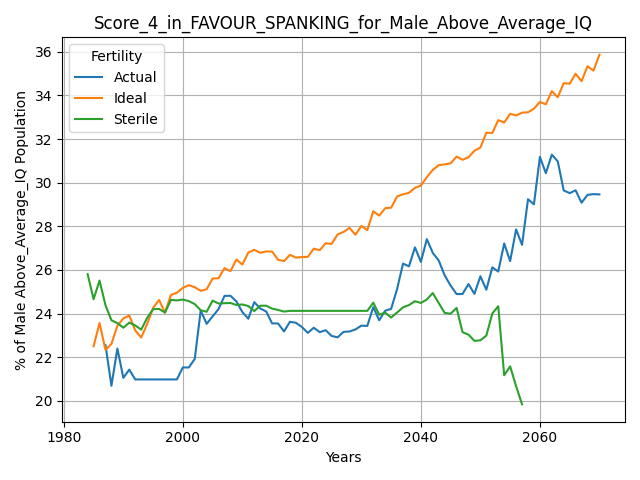 Score_4_in_FAVOUR_SPANKING_for_Male_Above_Average_IQ
% of Male Above_Average_IQ Population
36
34
32
30
28
26
24
22
20
Fertility
Actual
Ideal
Sterile
1980 2000 2020 2040 2060
Years